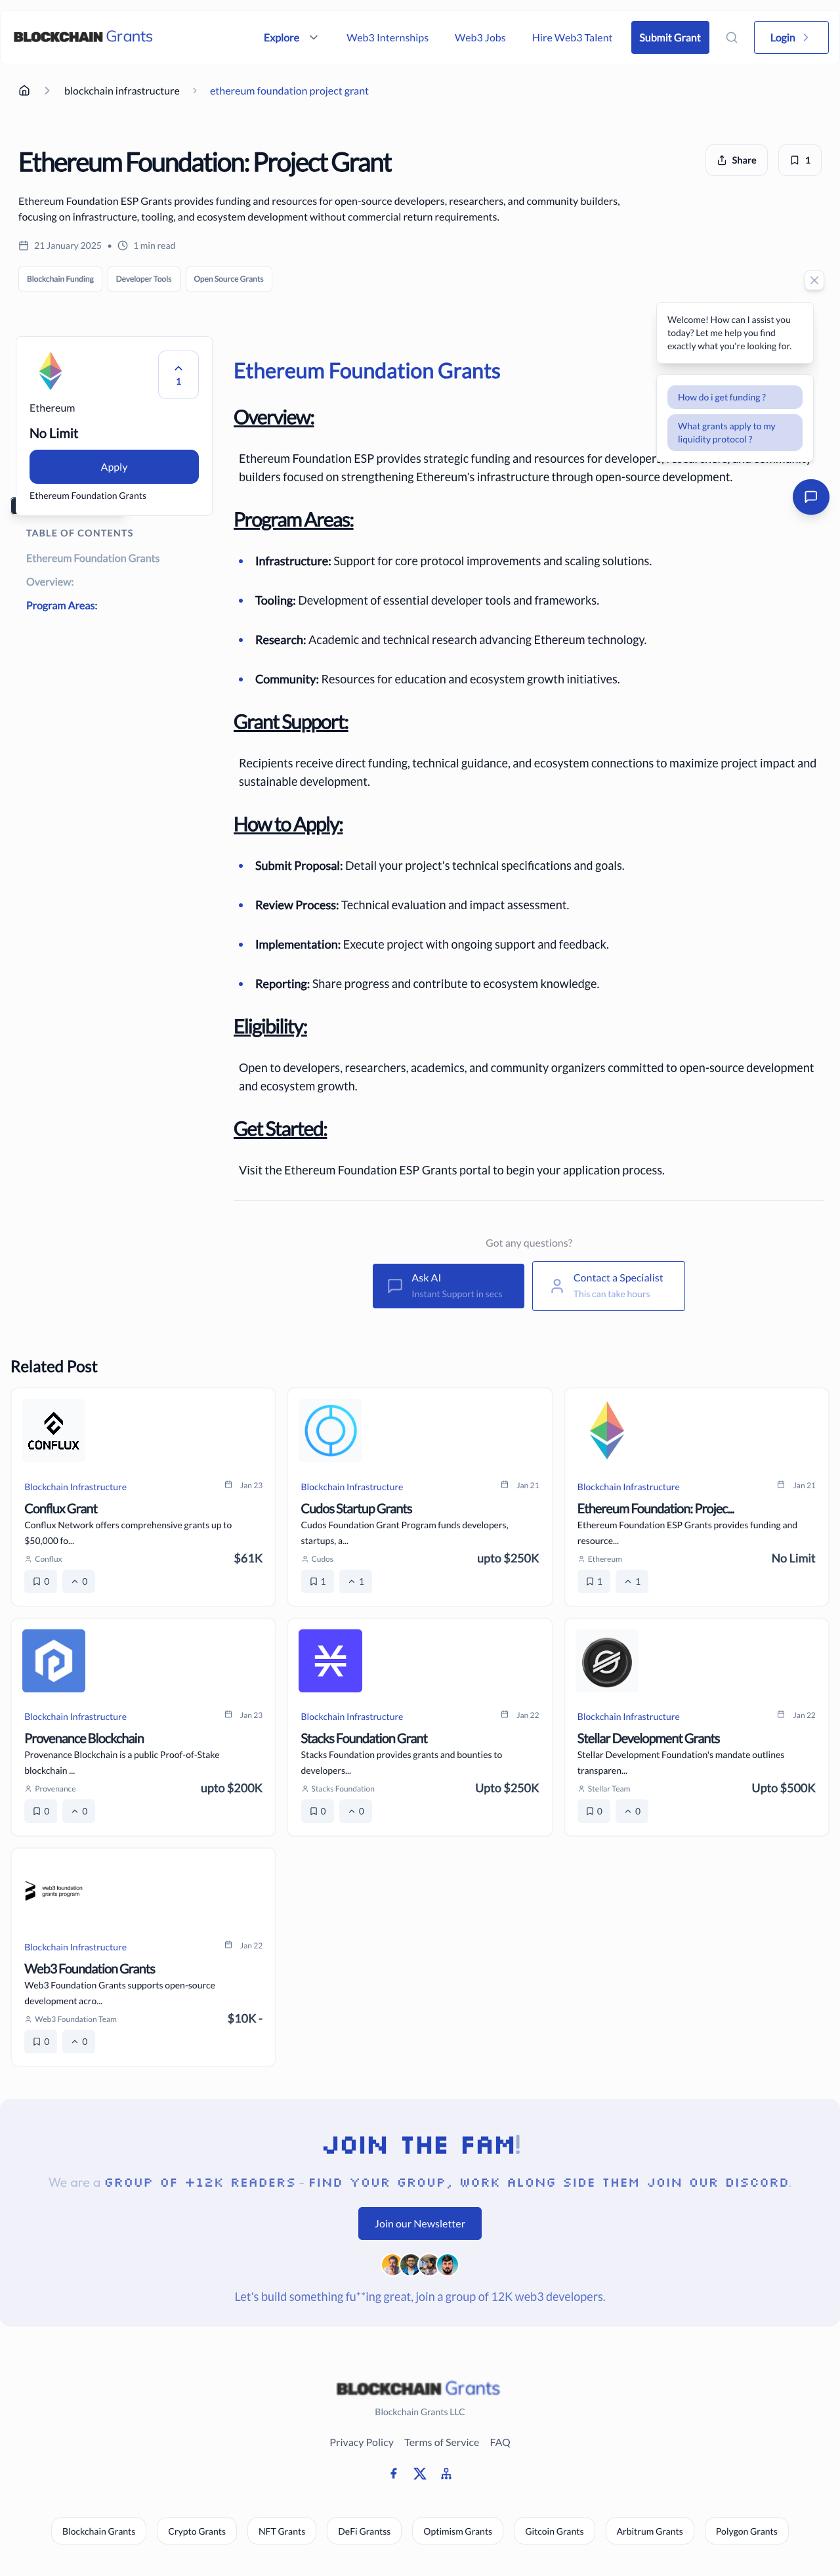 BLOCKCHAIN Grants
Explore
Web3 Internships
Web3 Jobs
Hire Web3 Talent
Submit Grant
Login
blockchain infrastructure
ethereum foundation project grant
Ethereum Foundation: Project Grant
Share
1
Ethereum Foundation ESP Grants provides funding and resources for open-source developers, researchers, and community builders,
focusing on infrastructure, tooling, and ecosystem development without commercial return requirements.
21 January 2025 • 1 min read
Blockchain Funding
Developer Tools
Open Source Grants
Welcome! How can I assist you
today? Let me help you find
exactly what you're looking for.
How do i get funding ?
What grants apply to my
liquidity protocol ?
1
Ethereum
No Limit
Apply
Ethereum Foundation Grants
TABLE OF CONTENTS
Ethereum Foundation Grants
Overview:
Program Areas:
Ethereum Foundation Grants
Overview:
Ethereum Foundation ESP provides strategic funding and resources for developers,
builders focused on strengthening Ethereum's infrastructure through open-source development.
Program Areas:
Infrastructure: Support for core protocol improvements and scaling solutions.
Tooling: Development of essential developer tools and frameworks.
Research: Academic and technical research advancing Ethereum technology.
Community: Resources for education and ecosystem growth initiatives.
Grant Support:
Recipients receive direct funding, technical guidance, and ecosystem connections to maximize project impact and
sustainable development.
How to Apply:
Submit Proposal: Detail your project's technical specifications and goals.
Review Process: Technical evaluation and impact assessment.
Implementation: Execute project with ongoing support and feedback.
Reporting: Share progress and contribute to ecosystem knowledge.
Eligibility:
Open to developers, researchers, academics, and community organizers committed to open-source development
and ecosystem growth.
Get Started:
Visit the Ethereum Foundation ESP Grants portal to begin your application process.
Got any questions?
Ask AI
Instant Support in secs
Contact a Specialist
This can take hours
Related Post
CONFLUX
Blockchain Infrastructure
Jan 23
Conflux Grant
Conflux Network offers comprehensive grants up to
$50,000 fo...
Conflux
$61K
0
0
Blockchain Infrastructure
Jan 21
Cudos Startup Grants
Cudos Foundation Grant Program funds developers,
startups, a...
Cudos
upto $250K
1
1
Blockchain Infrastructure
Jan 21
Ethereum Foundation: Projec...
Ethereum Foundation ESP Grants provides funding and
resource...
Ethereum
No Limit
1
1
Blockchain Infrastructure
Jan 23
Provenance Blockchain
Provenance Blockchain is a public Proof-of-Stake
blockchain ...
Provenance
upto $200K
0
0
Blockchain Infrastructure
Jan 22
Stacks Foundation Grant
Stacks Foundation provides grants and bounties to
developers...
Stacks Foundation
Upto $250K
0
0
Blockchain Infrastructure
Jan 22
Stellar Development Grants
Stellar Development Foundation's mandate outlines
transparen...
Stellar Team
Upto $500K
0
0
web3 foundation
grants program
Blockchain Infrastructure
Jan 22
Web3 Foundation Grants
Web3 Foundation Grants supports open-source
development acro...
Web3 Foundation Team
$10K -
0
0
JOIN THE FAM!
We are a GROUP OF +12K READERS - FIND YOUR GROUP, WORK ALONG SIDE THEM JOIN OUR DISCORD.
Join our Newsletter
Let's build something fu**ing great, join a group of 12K web3 developers.
BLOCKCHAIN Grants
Blockchain Grants LLC
Privacy Policy
Terms of Service
FAQ
Blockchain Grants
Crypto Grants
NFT Grants
DeFi Grantss
Optimism Grants
Gitcoin Grants
Arbitrum Grants
Polygon Grants